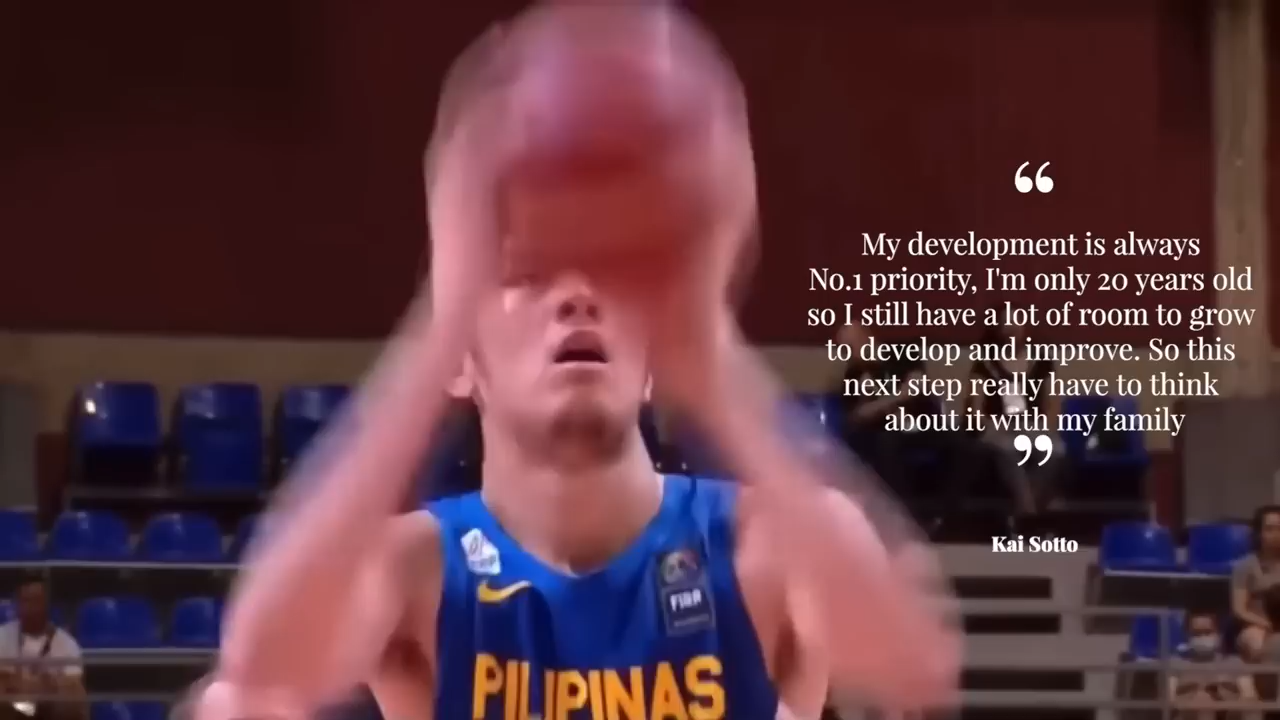 “
My development is always
No.1 priority, I'm only 20 years old
so I still have a lot of room to grow
to develop and improve. So this
next step really have to think
about it with my family
”
Kai Sotto
FIBA
PILIPINAS